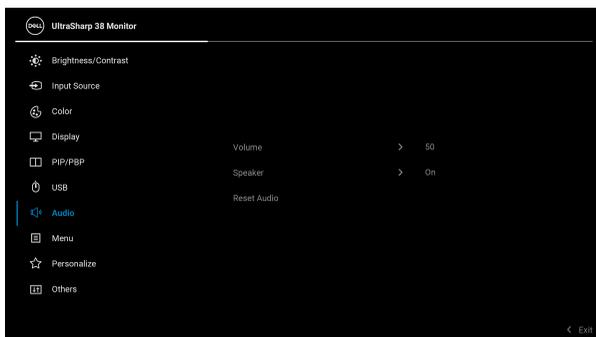 DELL UltraSharp 38 Monitor
Brightness/Contrast
Input Source
Color
Display
PIP/PBP
USB
Audio
Menu
Personalize
Others
Volume > 50
Speaker > On
Reset Audio
< Exit